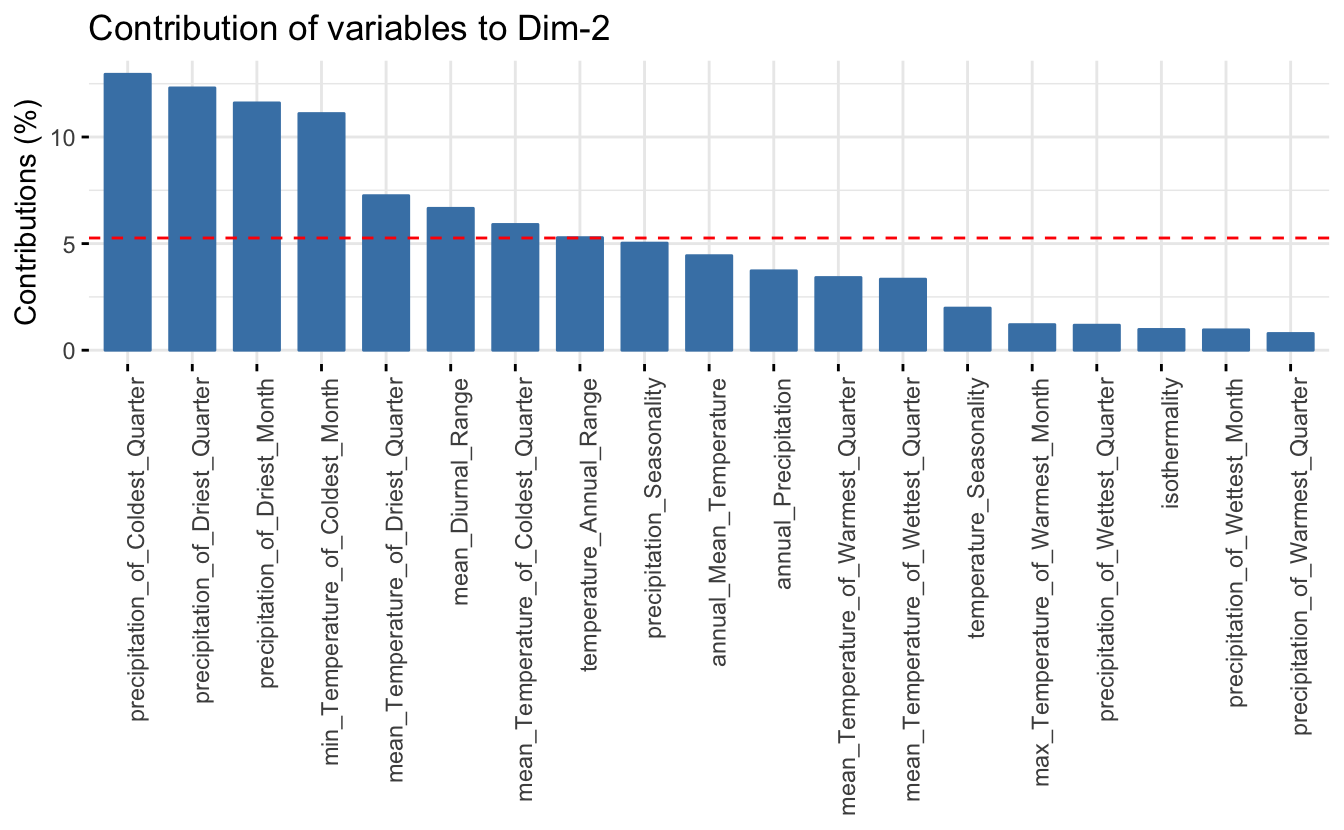 Contribution of variables to Dim-2
Contributions (%)
10
5
0
precipitation_of_Coldest_Quarter
precipitation_of_Driest_Quarter
precipitation_of_Driest_Month
min_Temperature_of_Coldest_Month
mean_Temperature_of_Driest_Quarter
mean_Diurnal_Range
mean_Temperature_of_Coldest_Quarter
temperature_Annual_Range
precipitation_Seasonality
annual_Mean_Temperature
annual_Precipitation
mean_Temperature_of_Warmest_Quarter
mean_Temperature_of_Wettest_Quarter
temperature_Seasonality
max_Temperature_of_Warmest_Month
precipitation_of_Wettest_Quarter
isothermality
precipitation_of_Wettest_Month
precipitation_of_Warmest_Quarter